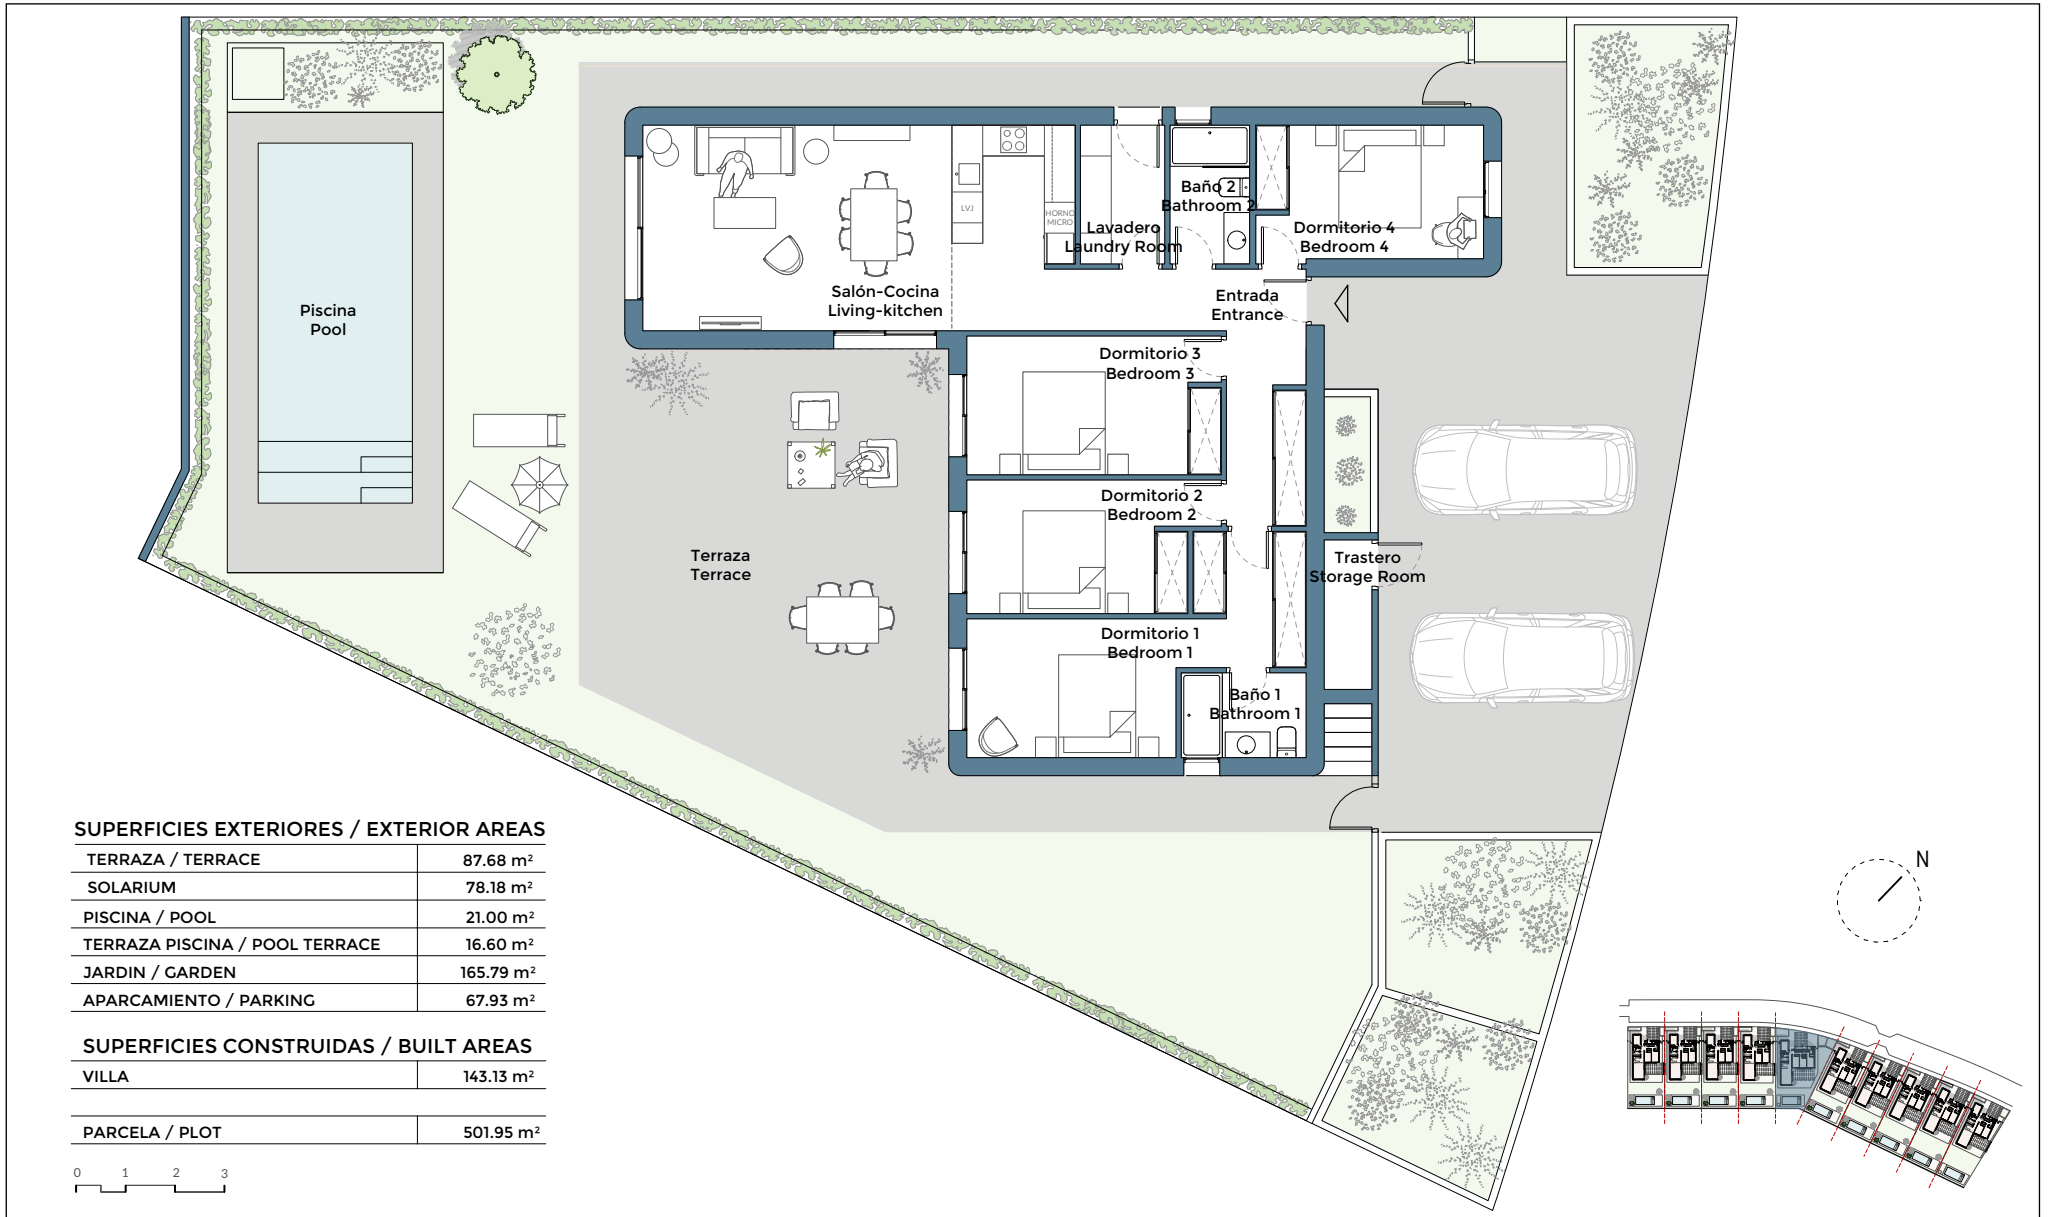 Piscina
Pool
Salón-Cocina
Living-kitchen
LVJ
HORNO
MICRO
Lavadero
Laundry Room
Baño 2
Bathroom 2
Dormitorio 4
Bedroom 4
Entrada
Entrance
Dormitorio 3
Bedroom 3
Dormitorio 2
Bedroom 2
Terraza
Terrace
Trastero
Storage Room
Dormitorio 1
Bedroom 1
Baño 1
Bathroom 1
SUPERFICIES EXTERIORES / EXTERIOR AREAS
TERRAZA / TERRACE 87.68 m²
SOLARIUM 78.18 m²
PISCINA / POOL 21.00 m²
TERRAZA PISCINA / POOL TERRACE 16.60 m²
JARDIN / GARDEN 165.79 m²
APARCAMIENTO / PARKING 67.93 m²
SUPERFICIES CONSTRUIDAS / BUILT AREAS
VILLA 143.13 m²
PARCELA / PLOT 501.95 m²
0 1 2 3
N